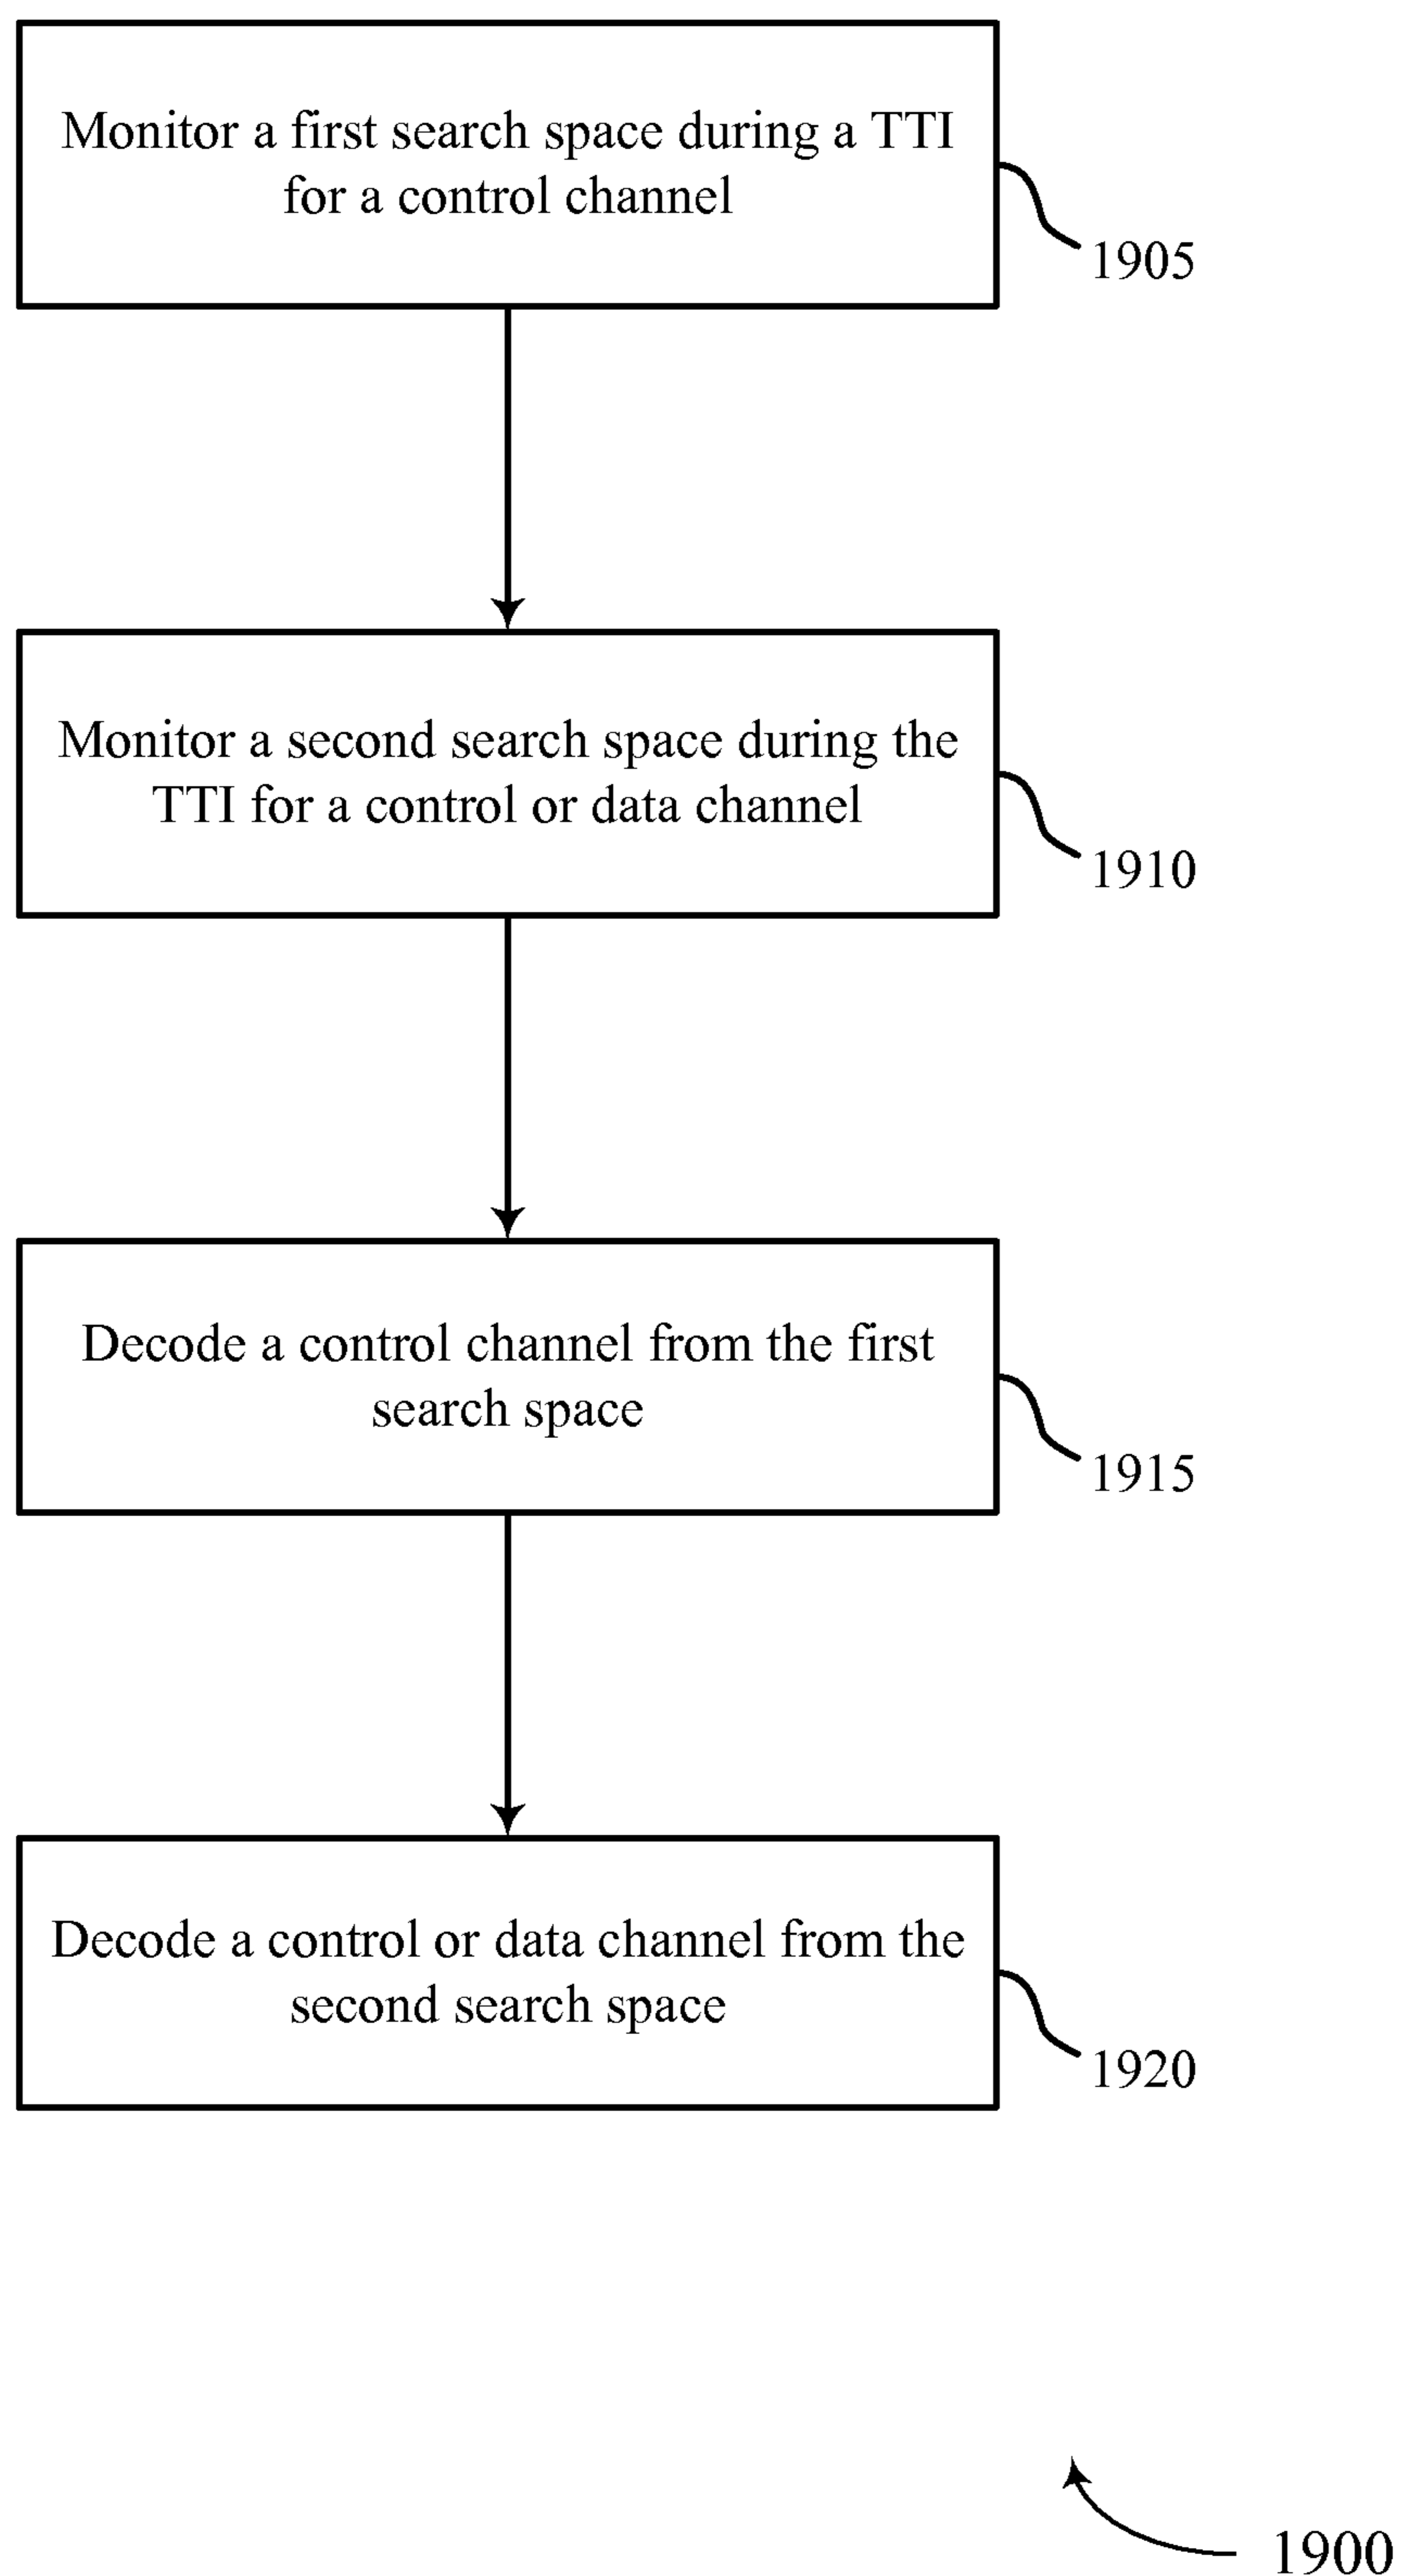 Monitor a first search space during a TTI
for a control channel
1905
Monitor a second search space during the
TTI for a control or data channel
1910
Decode a control channel from the first
search space
1915
Decode a control or data channel from the
second search space
1920
1900